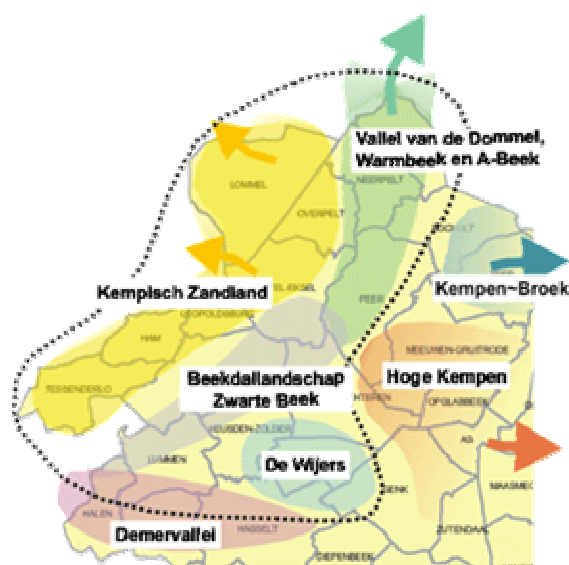 Vallei van de Dommel,
Warmbeek en A-Beek
NEERPELT
LOMMEL
OVERPELT
Kempen~Broek
Kempisch Zandland
LEOPOLDSBURG
PEER
HAM
MEEUWEN-GRUITRODE
Beekdallandschap
Zwarte Beek
Hoge Kempen
TESSENDERLO
OPGLABBEEK
HEUSDEN-ZOLDER
AS
LUMMEN
De Wijers
GENK
HALEN
Demervallei
HASSELT
ZUTENDAAL
DIEPENBEEK